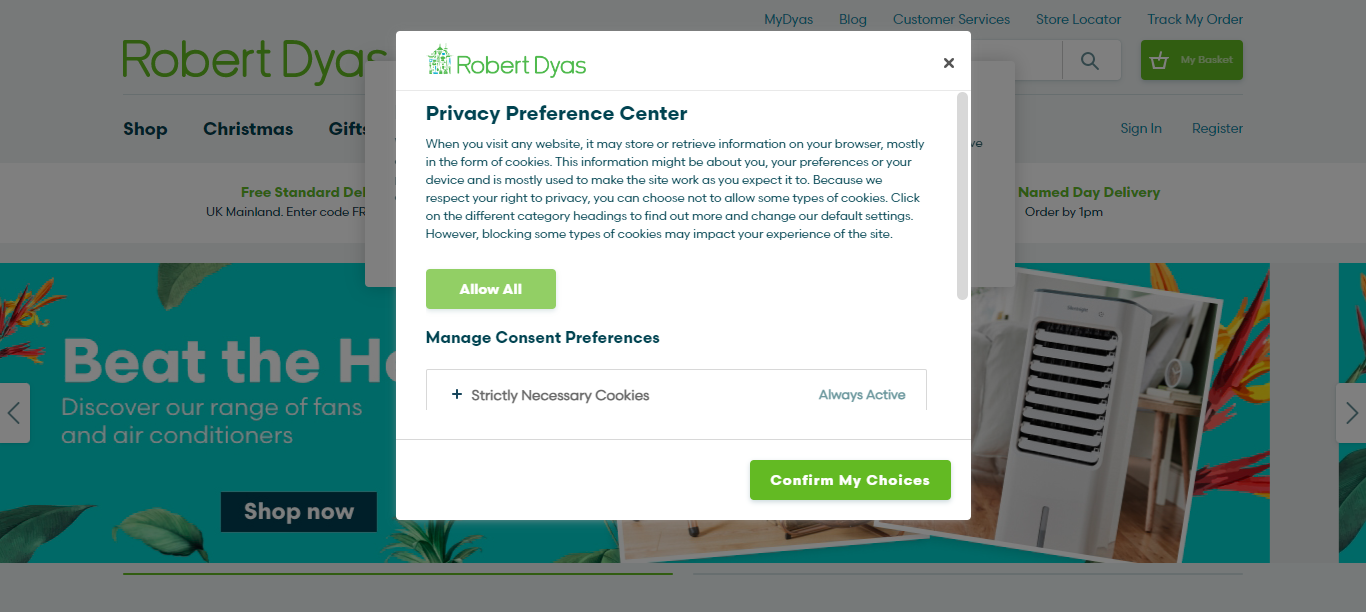 MyDyas Blog Customer Services Store Locator Track My Order
Robert Dyas
My Basket
Shop Christmas Gifts
Sign In Register
Free Standard Del
UK Mainland. Enter code FR
Named Day Delivery
Order by 1pm
Robert Dyas
Privacy Preference Center
When you visit any website, it may store or retrieve information on your browser, mostly
in the form of cookies. This information might be about you, your preferences or your
device and is mostly used to make the site work as you expect it to. Because we
respect your right to privacy, you can choose not to allow some types of cookies. Click
on the different category headings to find out more and change our default settings.
However, blocking some types of cookies may impact your experience of the site.
Allow All
Manage Consent Preferences
+ Strictly Necessary Cookies Always Active
Confirm My Choices
Beat the He
Discover our range of fans
and air conditioners
Shop now